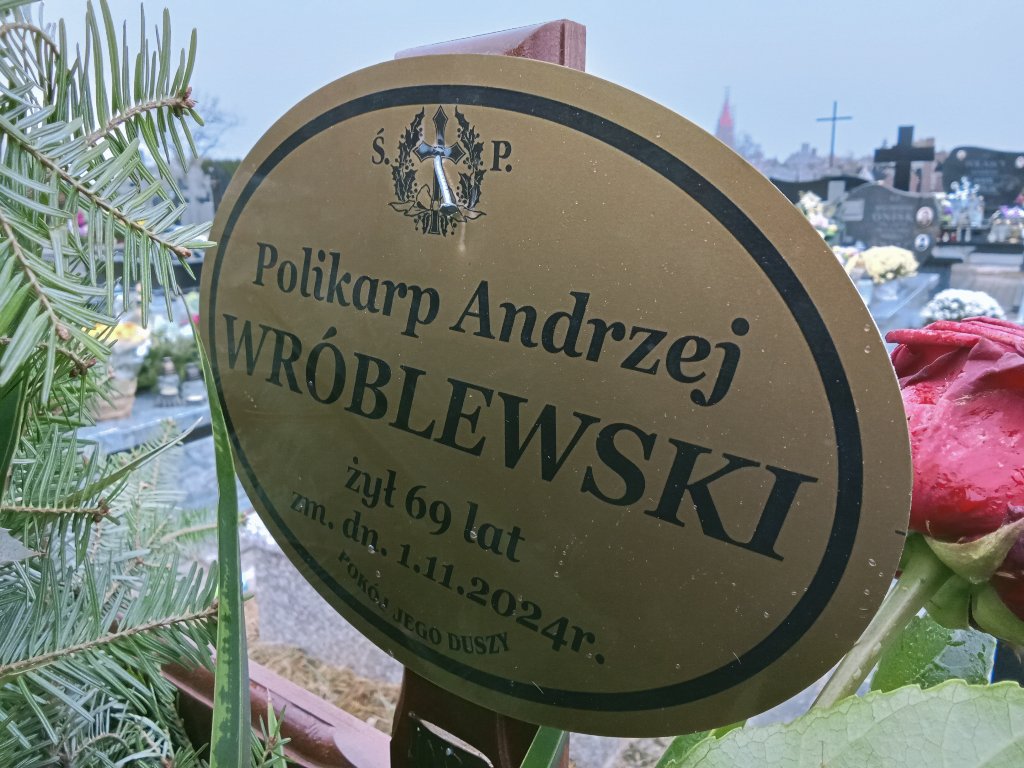 Ś. P.
Polikarp Andrzej
WRÓBLEWSKI
żył 69 lat
zm. dn. 1.11.2024r.
POKÓJ JEGO DUSZY